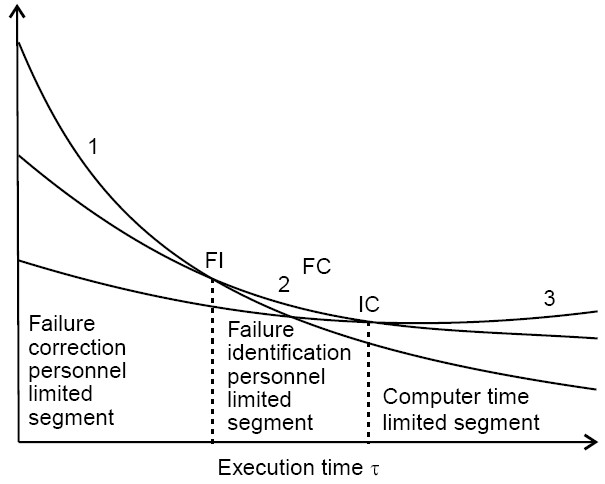 1
FI
FC
2
IC
3
Failure
correction
personnel
limited
segment
Failure
identification
personnel
limited
segment
Computer time
limited segment
Execution time τ